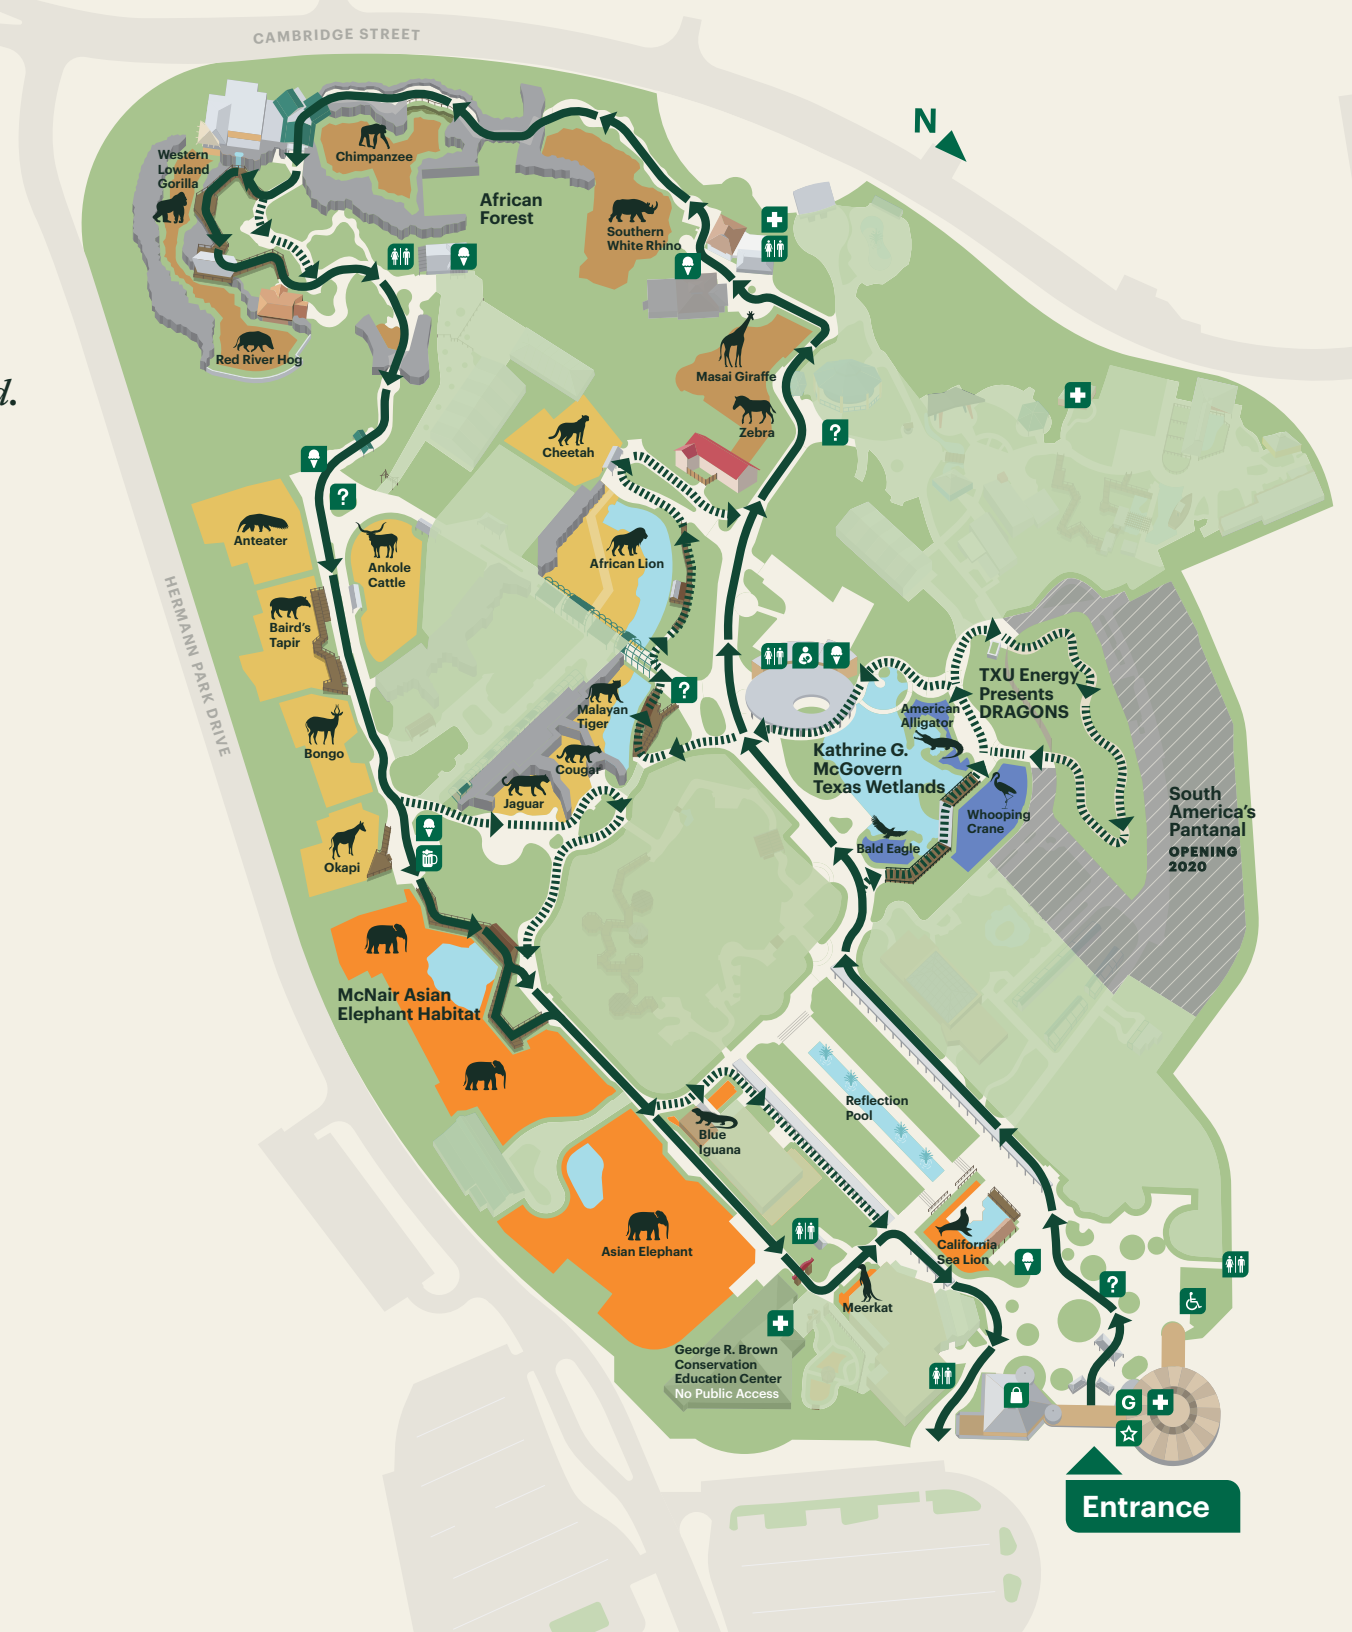 CAMBRIDGE STREET
N
Western
Lowland
Gorilla
Chimpanzee
African
Forest
Southern
White Rhino
Red River Hog
Masai Giraffe
Zebra
d.
?
Cheetah
?
Anteater
Ankole
Cattle
African Lion
HERMANN PARK DRIVE
Baird's
Tapir
Bongo
Malayan
Tiger
?
Cougar
Jaguar
Okapi
TXU Energy
Presents
DRAGONS
American
Alligator
Kathrine G.
McGovern
Texas Wetlands
Whooping
Crane
Bald Eagle
South
America's
Pantanal
OPENING
2020
McNair Asian
Elephant Habitat
Reflection
Pool
Blue
Iguana
Asian Elephant
California
Sea Lion
Meerkat
?
George R. Brown
Conservation
Education Center
No Public Access
G
Entrance